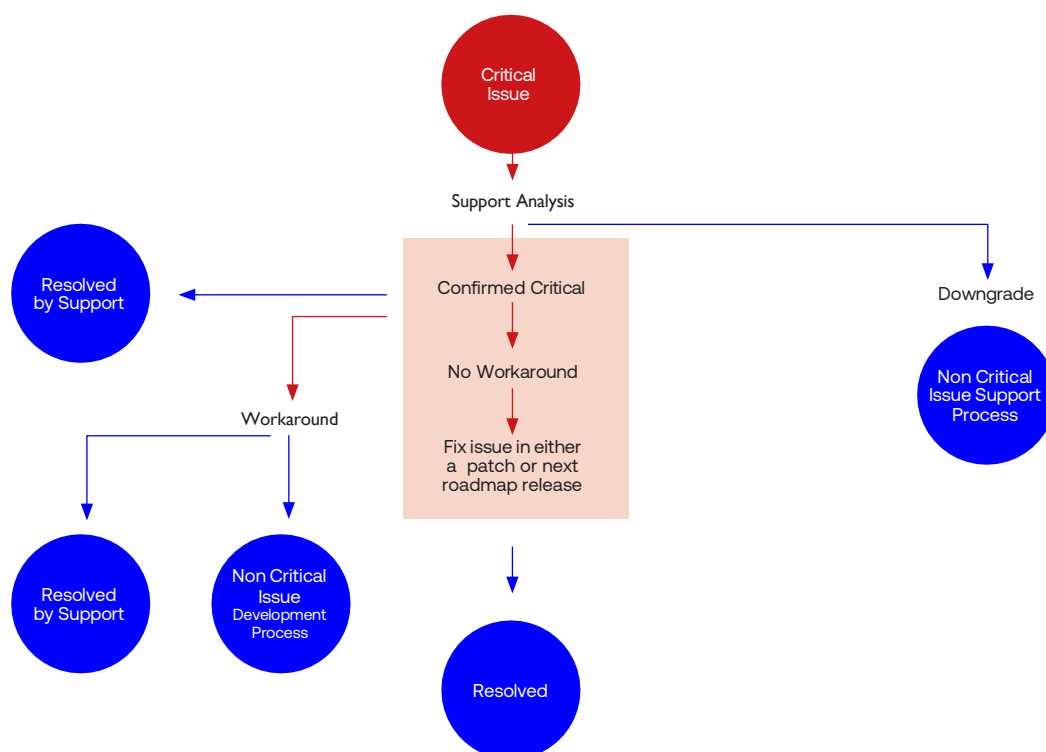 Critical
Issue
Support Analysis
Resolved
by Support
Confirmed Critical
Downgrade
No Workaround
Non Critical
Issue Support
Process
Workaround
Fix issue in either
a patch or next
roadmap release
Resolved
by Support
Non Critical
Issue
Development
Process
Resolved